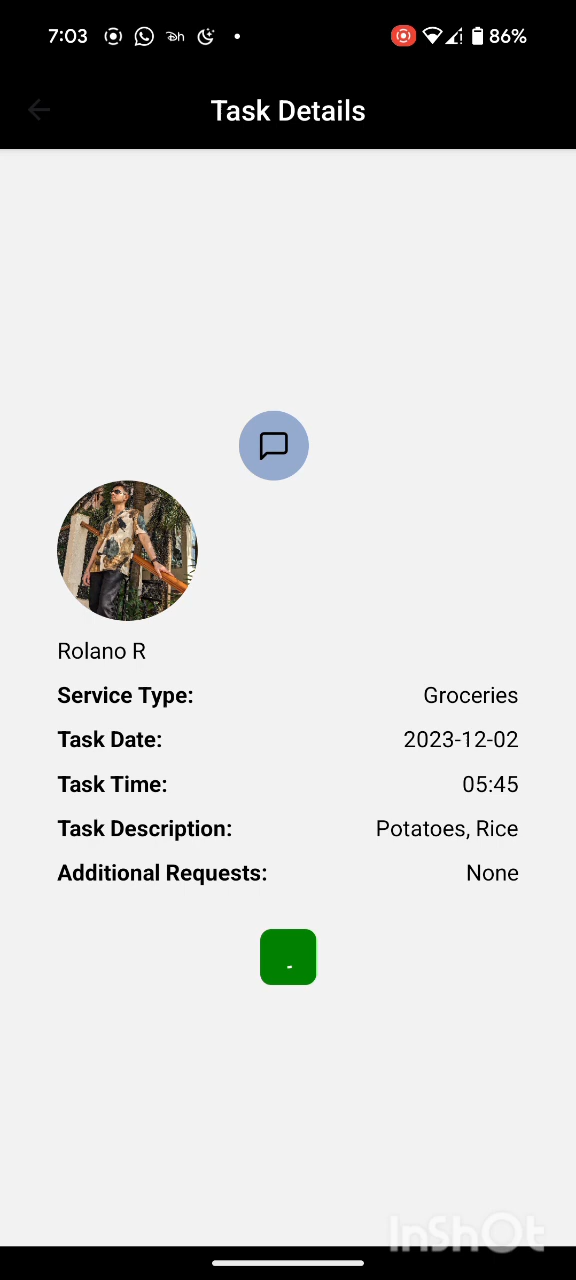 7:03
86%
Task Details
Rolano R
Service Type: Groceries
Task Date: 2023-12-02
Task Time: 05:45
Task Description: Potatoes, Rice
Additional Requests: None
InShOt